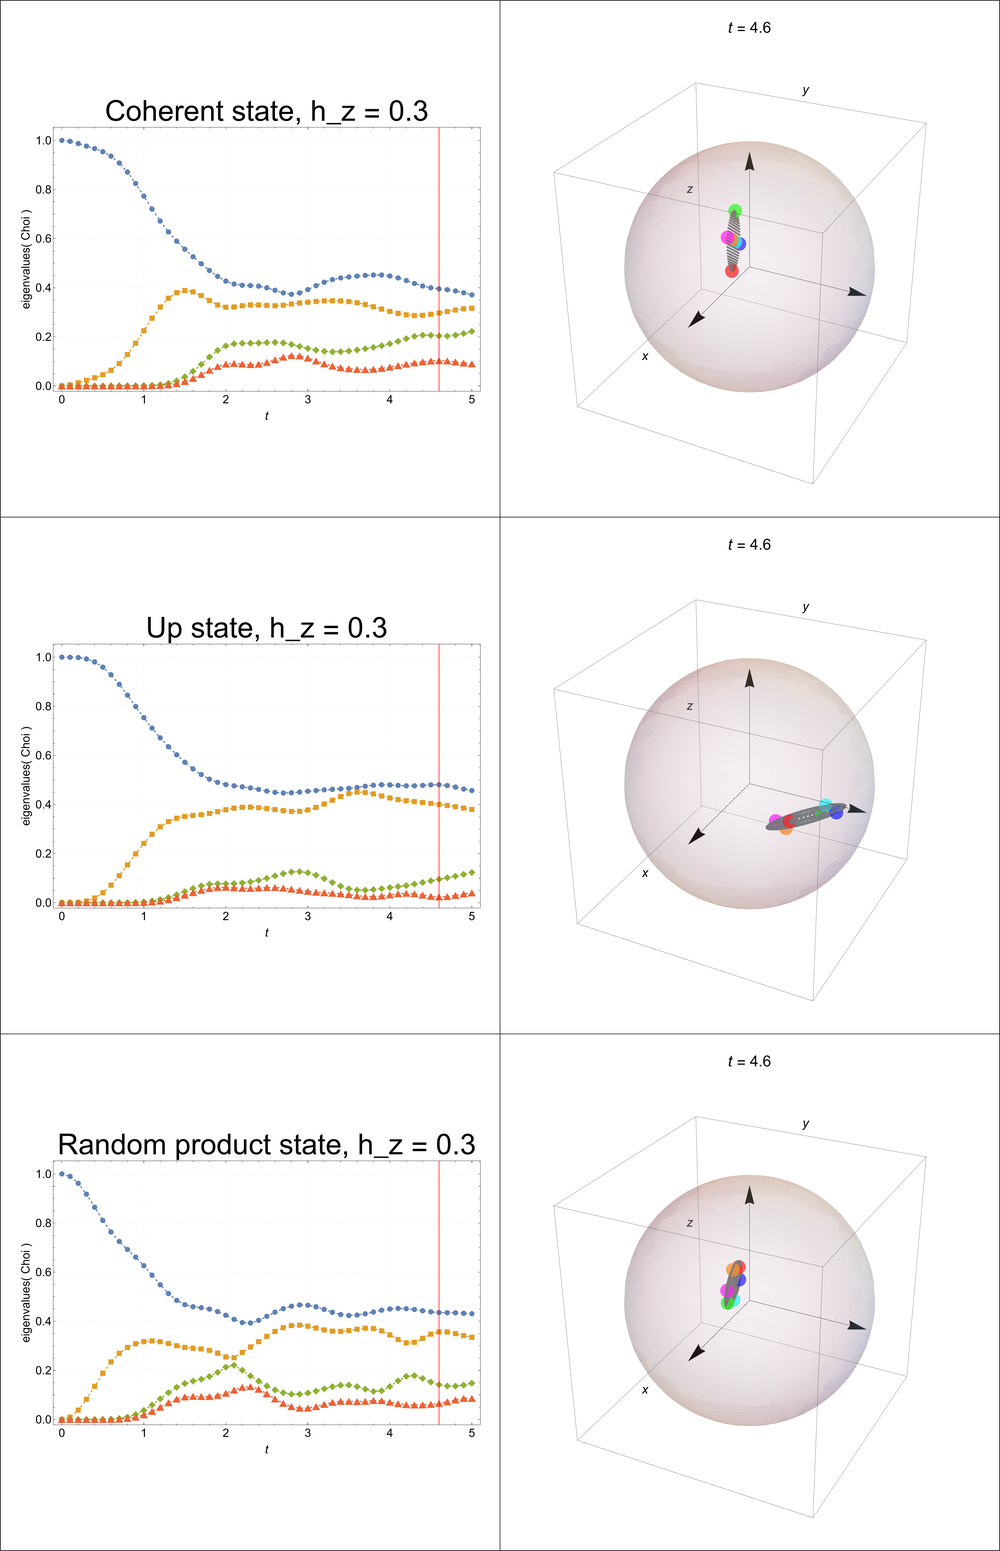 Coherent state, h_z = 0.3
eigenvalues( Choi )
1.0
0.8
0.6
0.4
0.2
0.0
0 1 2 3 4 5
t
t = 4.6
y
z
x
Up state, h_z = 0.3
eigenvalues( Choi )
1.0
0.8
0.6
0.4
0.2
0.0
0 1 2 3 4 5
t
t = 4.6
y
z
x
Random product state, h_z = 0.3
eigenvalues( Choi )
1.0
0.8
0.6
0.4
0.2
0.0
0 1 2 3 4 5
t
t = 4.6
y
z
x